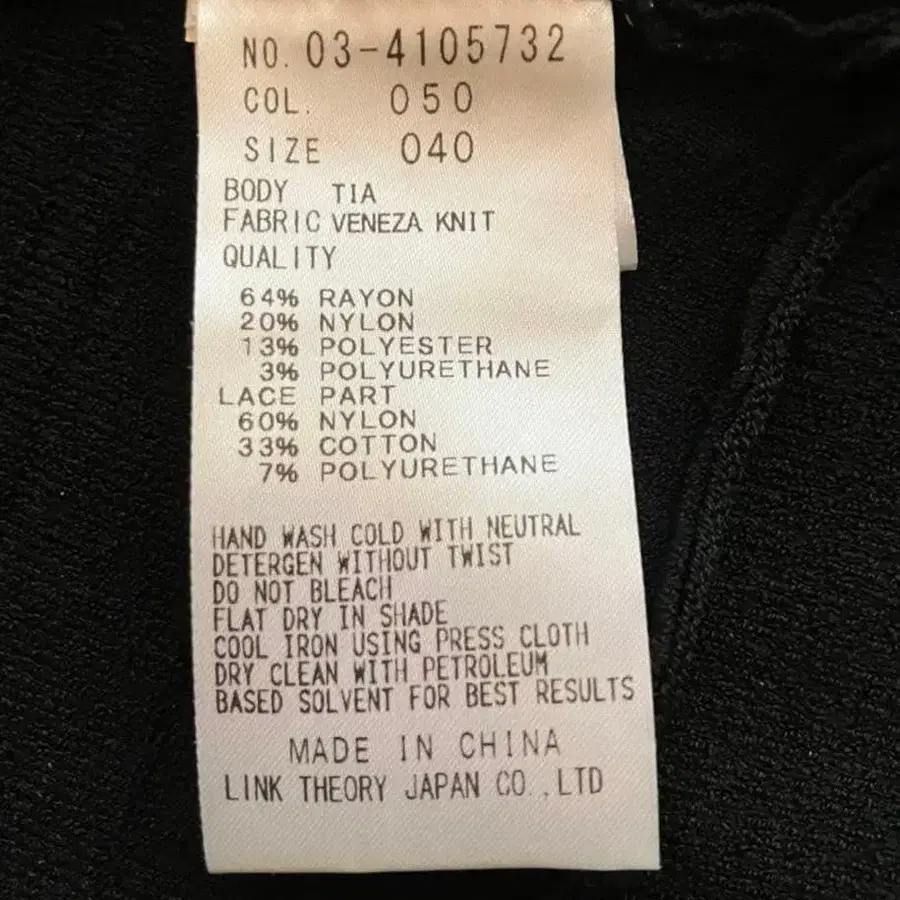 NO. 03-4105732
COL. 050
SIZE 040
BODY TIA
FABRIC VENEZA KNIT
QUALITY
64% RAYON
20% NYLON
13% POLYESTER
3% POLYURETHANE
LACE PART
60% NYLON
33% COTTON
7% POLYURETHANE
HAND WASH COLD WITH NEUTRAL
DETERGEN WITHOUT TWIST
DO NOT BLEACH
FLAT DRY IN SHADE
COOL IRON USING PRESS CLOTH
DRY CLEAN WITH PETROLEUM
BASED SOLVENT FOR BEST RESULTS
MADE IN CHINA
LINK THEORY JAPAN CO.,LTD